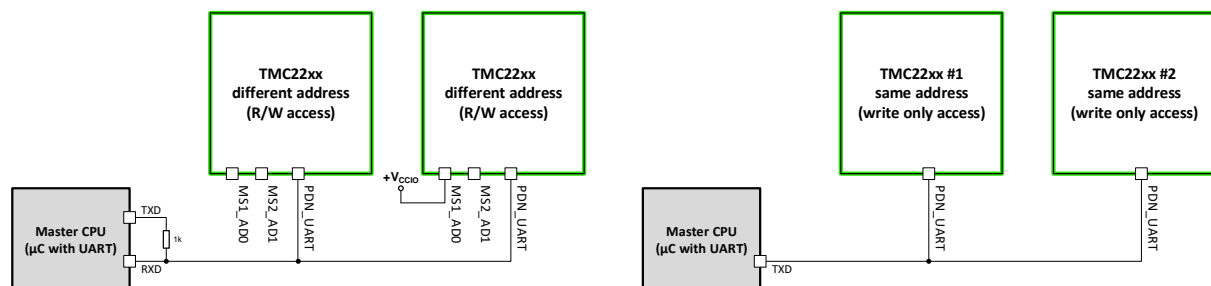 TMC22xx
different address
(R/W access)
TMC22xx
different address
(R/W access)
+VCCIO
MS1_AD0
MS2_AD1
PDN_UART
MS1_AD0
MS2_AD1
PDN_UART
Master CPU
(µC with UART)
TXD
1k
RXD
TMC22xx #1
same address
(write only access)
TMC22xx #2
same address
(write only access)
PDN_UART
PDN_UART
Master CPU
(µC with UART)
TXD